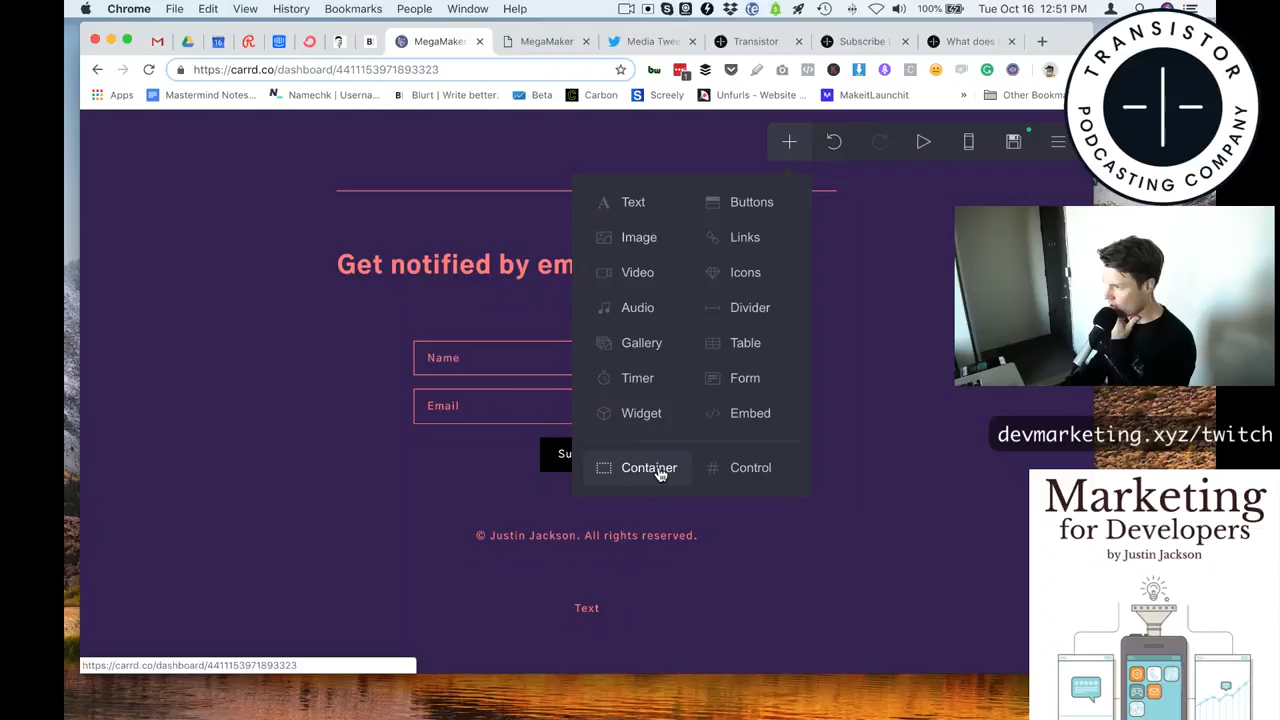 Chrome File Edit View History Bookmarks People Window Help
100% Tue Oct 16 12:51 PM
MegaMaker
MegaMaker
Media Twee
Transistor
Subscribe |
What does
https://carrd.co/dashboard/4411153971893323
Apps
Mastermind Notes...
Namechk | Userna...
Blurt | Write better.
Beta
Carbon
Screely
Unfurls - Website ...
MakeitLaunchit
»
Other Bookma
TRANSISTOR
PODCASTING COMPANY
Text
Buttons
Image
Links
Video
Icons
Audio
Divider
Gallery
Table
Timer
Form
Widget
Embed
Container
Control
Get notified by em
Name
Email
Su
© Justin Jackson. All rights reserved.
Text
https://carrd.co/dashboard/4411153971893323
devmarketing.xyz/twitch
Marketing
for Developers
by Justin Jackson